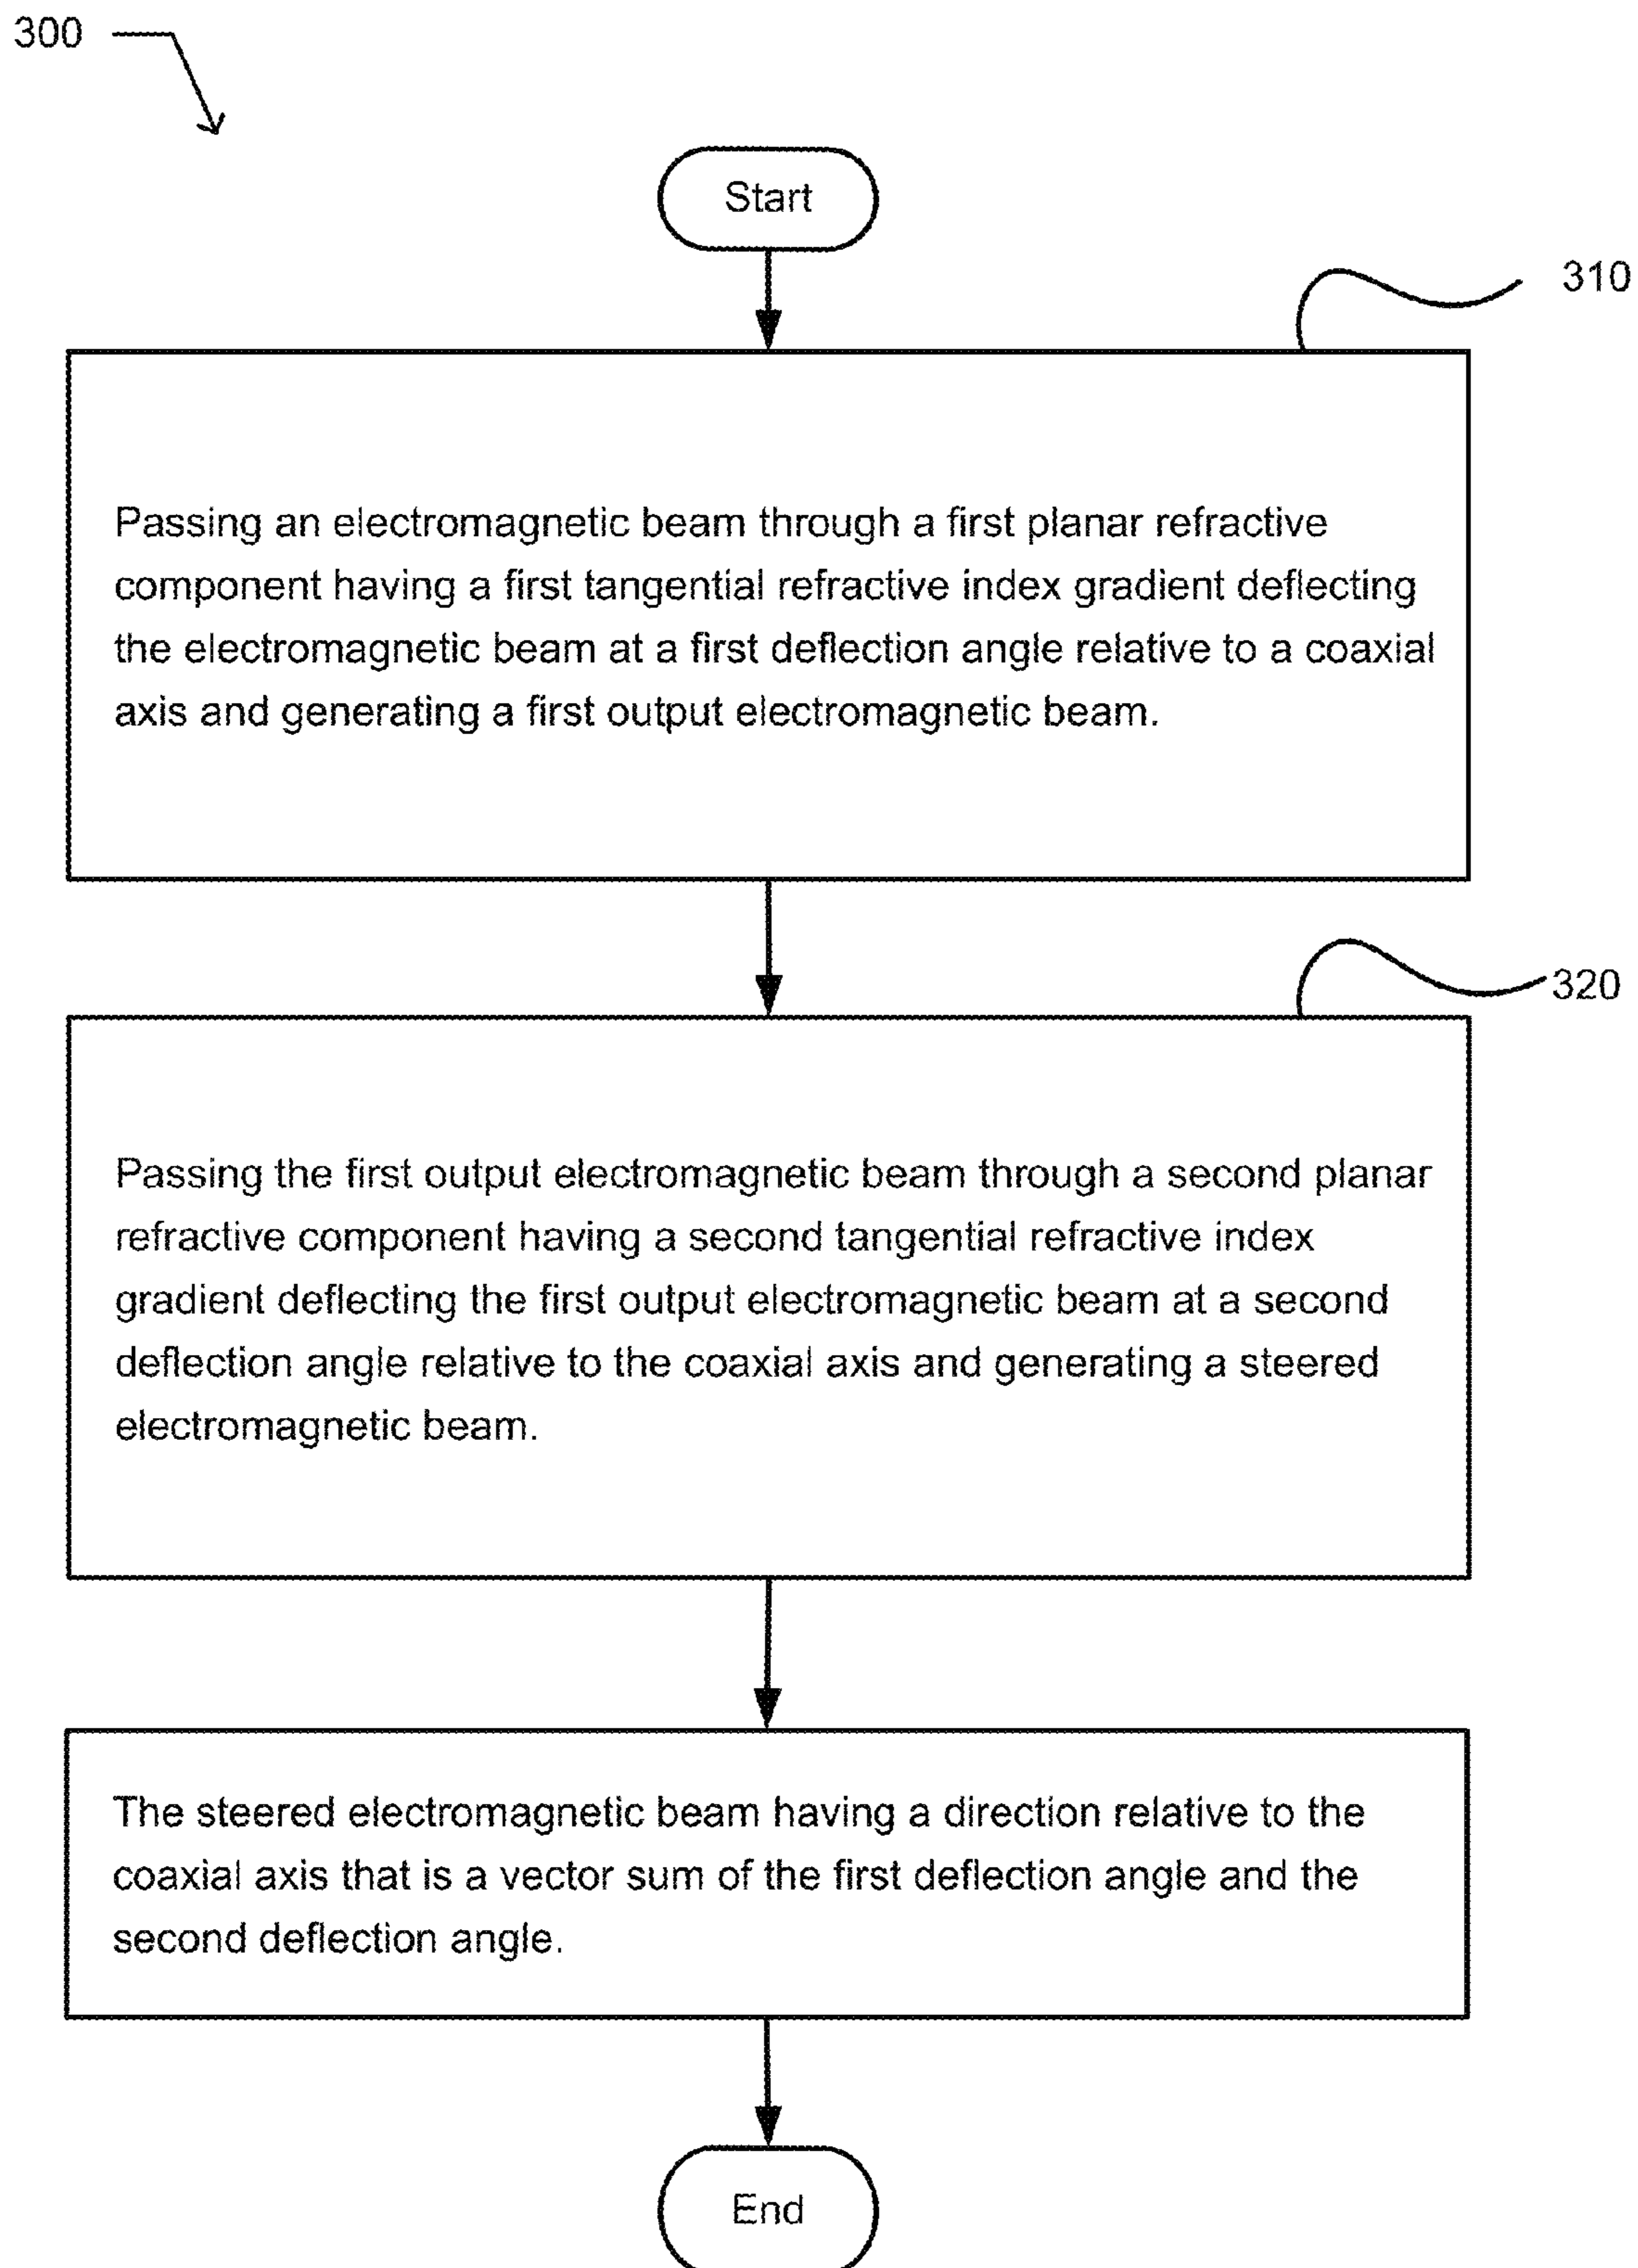 300
Start
310
Passing an electromagnetic beam through a first planar refractive
component having a first tangential refractive index gradient deflecting
the electromagnetic beam at a first deflection angle relative to a coaxial
axis and generating a first output electromagnetic beam.
320
Passing the first output electromagnetic beam through a second planar
refractive component having a second tangential refractive index
gradient deflecting the first output electromagnetic beam at a second
deflection angle relative to the coaxial axis and generating a steered
electromagnetic beam.
The steered electromagnetic beam having a direction relative to the
coaxial axis that is a vector sum of the first deflection angle and the
second deflection angle.
End